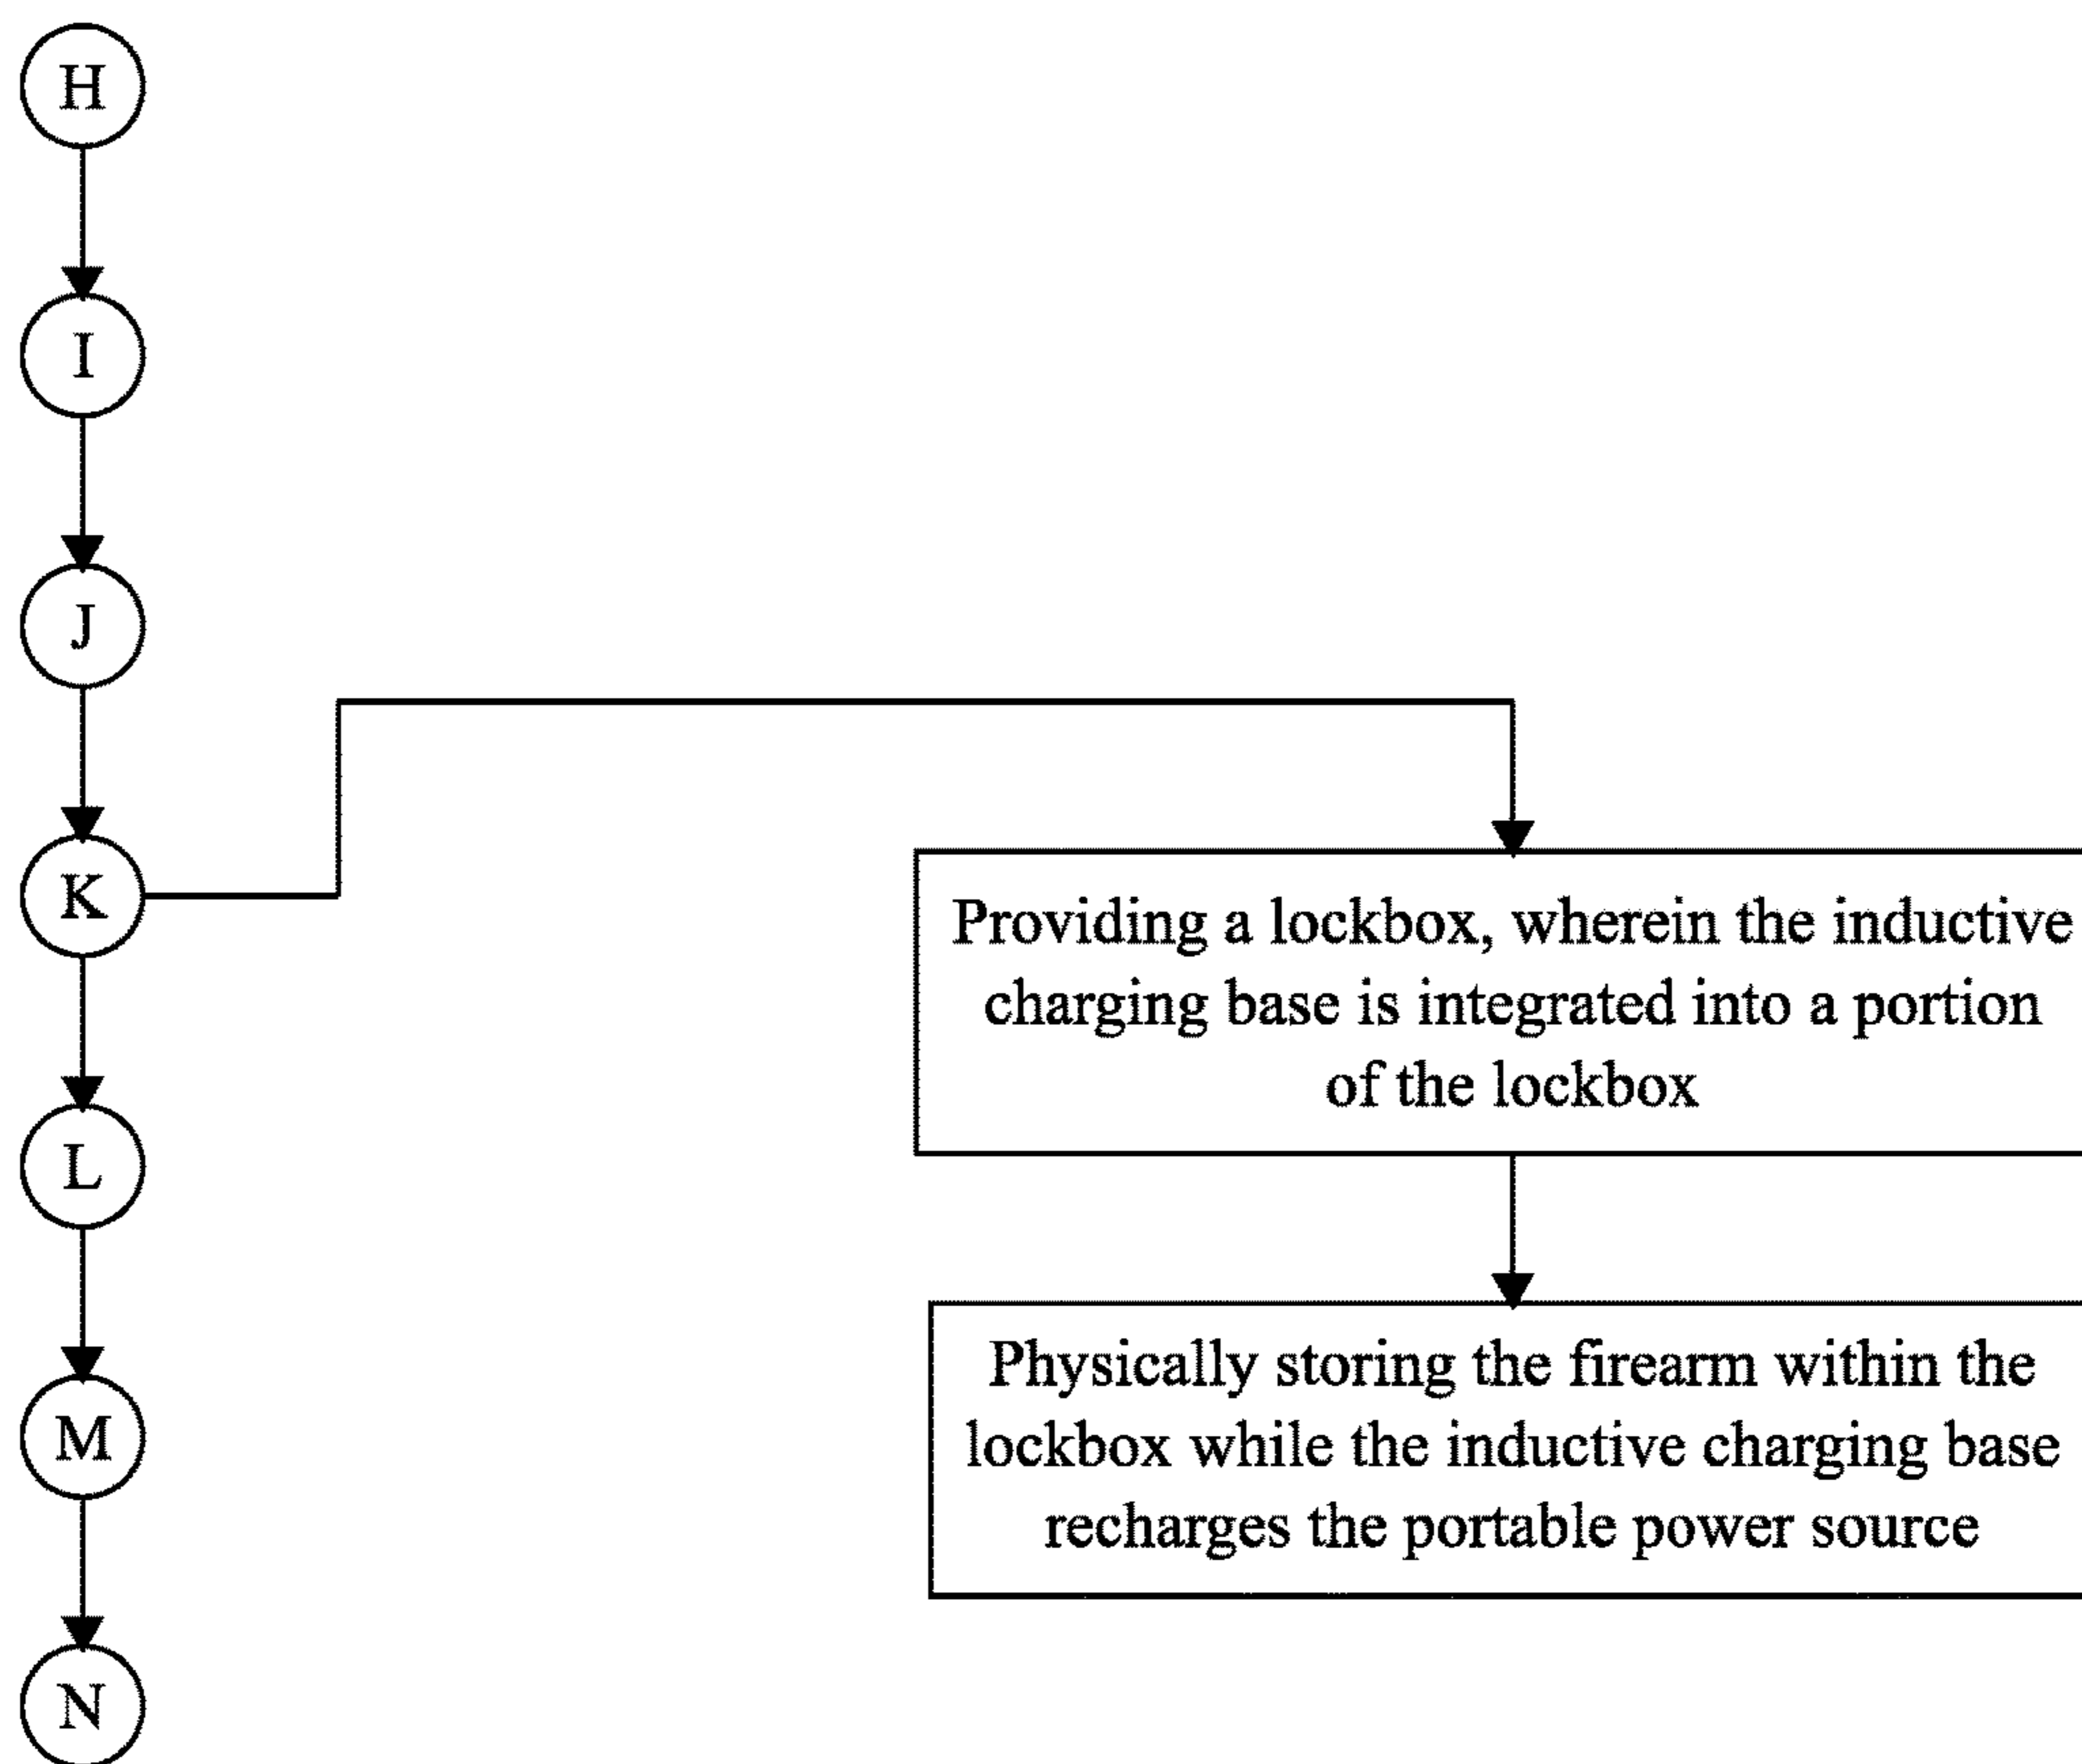 H
I
J
K
L
M
N
Providing a lockbox, wherein the inductive
charging base is integrated into a portion
of the lockbox
Physically storing the firearm within the
lockbox while the inductive charging base
recharges the portable power source